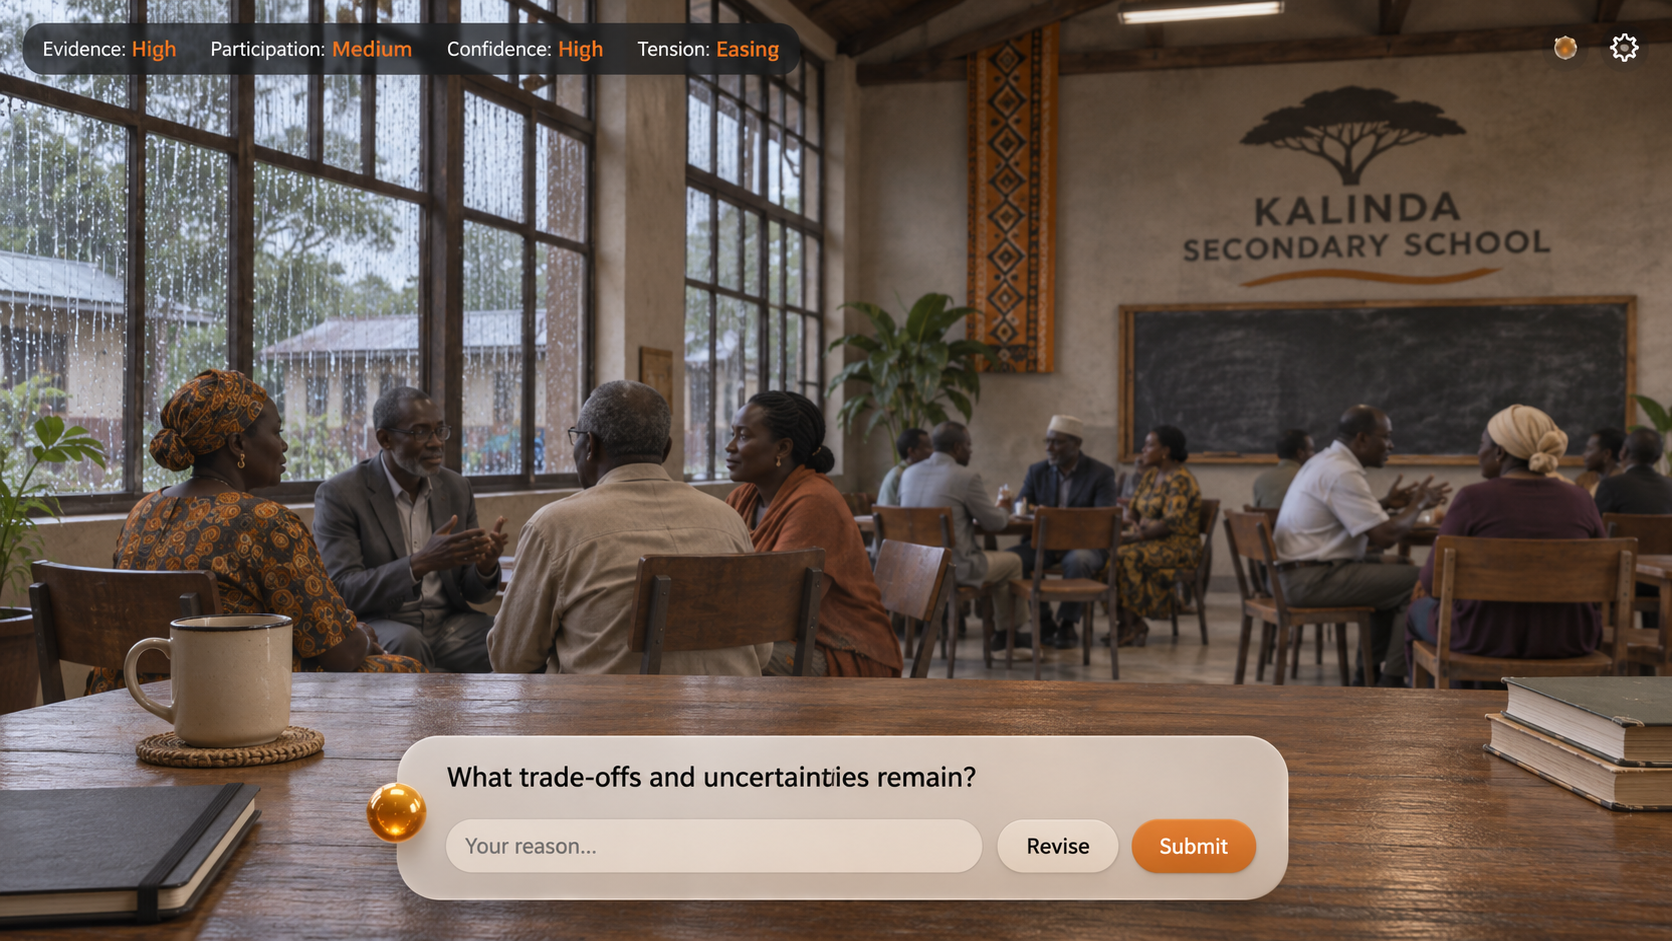 Evidence: High Participation: Medium Confidence: High Tension: Easing
KALINDA
SECONDARY SCHOOL
What trade-offs and uncertainties remain?
Your reason...
Revise
Submit